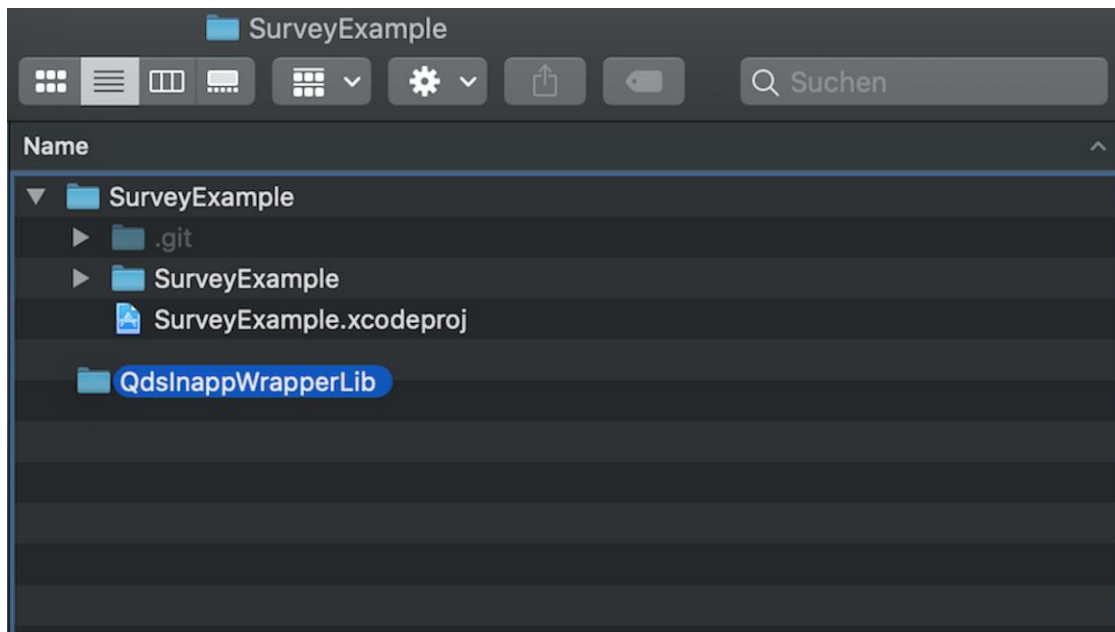 SurveyExample
Suchen
Name
SurveyExample
.git
SurveyExample
SurveyExample.xcodeproj
QdsInappWrapperLib